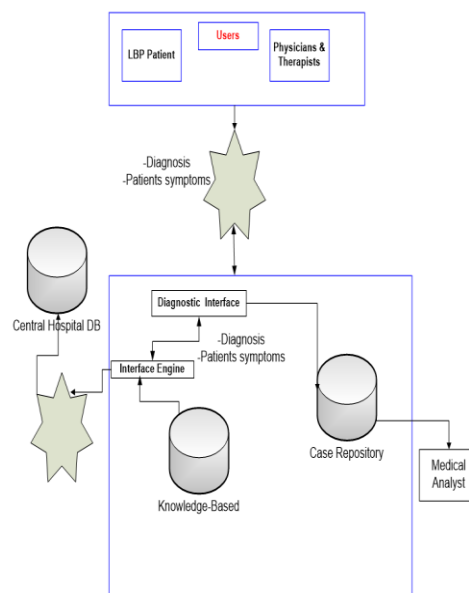 Users
LBP Patient
Physicians &
Therapists
-Diagnosis
-Patients symptoms
Central Hospital DB
Diagnostic Interface
-Diagnosis
-Patients symptoms
Interface Engine
Case Repository
Knowledge-Based
Medical
Analyst